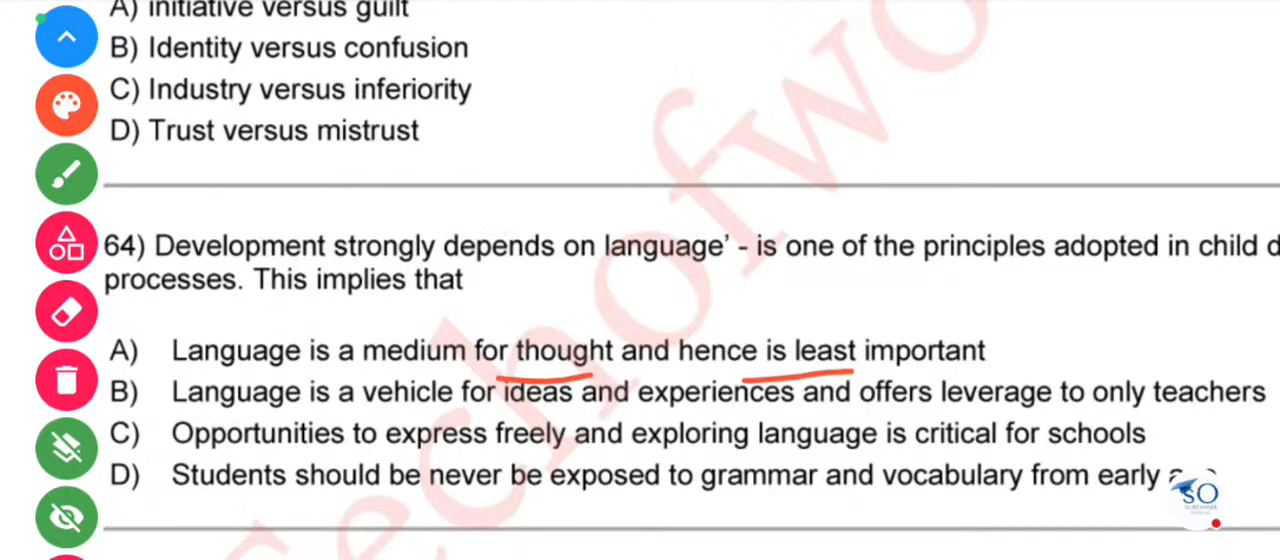 A) initiative versus guilt
B) Identity versus confusion
C) Industry versus inferiority
D) Trust versus mistrust
64) Development strongly depends on language' - is one of the principles adopted in child
processes. This implies that
A) Language is a medium for thought and hence is least important
B) Language is a vehicle for ideas and experiences and offers leverage to only teachers
C) Opportunities to express freely and exploring language is critical for schools
D) Students should be never be exposed to grammar and vocabulary from early
SO